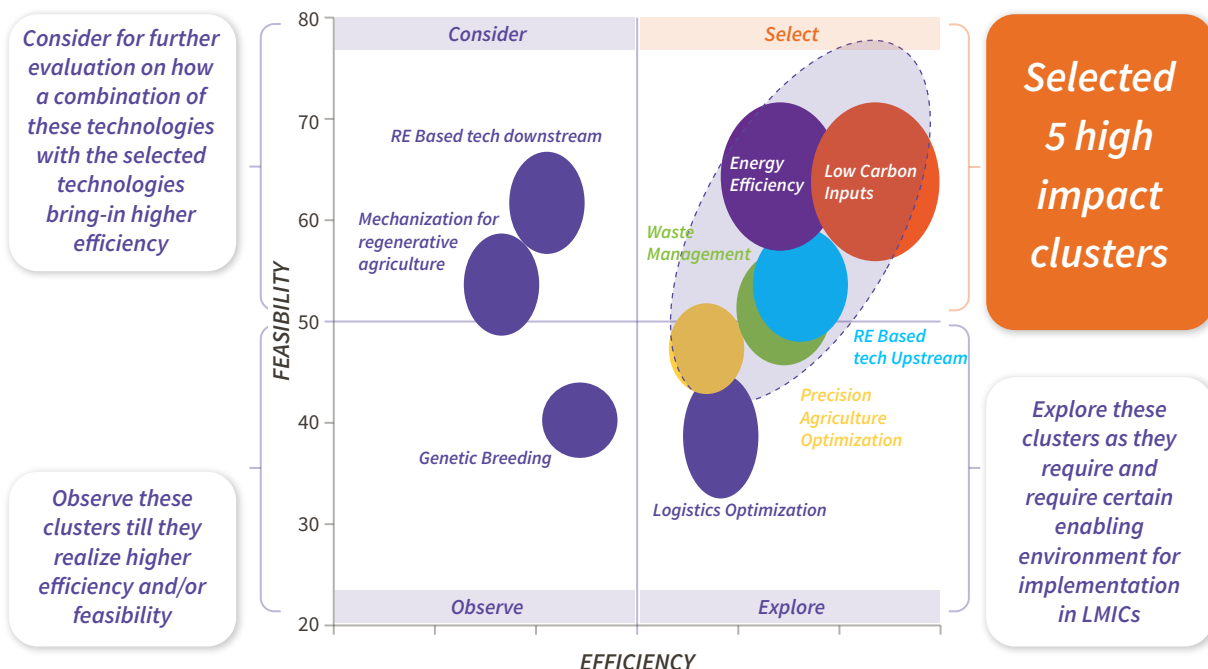 Consider for further
evaluation on how
a combination of
these technologies
with the selected
technologies
bring-in higher
efficiency
Observe these
clusters till they
realize higher
efficiency and/or
feasibility
FEASIBILITY
80
70
60
50
40
30
20
Consider
Select
RE Based tech downstream
Mechanization for
regenerative
agriculture
Energy
Efficiency
Low Carbon
Inputs
Waste
Management
RE Based
tech Upstream
Precision
Agriculture
Optimization
Genetic Breeding
Logistics Optimization
Observe
Explore
EFFICIENCY
Selected
5 high
impact
clusters
Explore these
clusters as they
require and
require certain
enabling
environment for
implementation
in LMICs